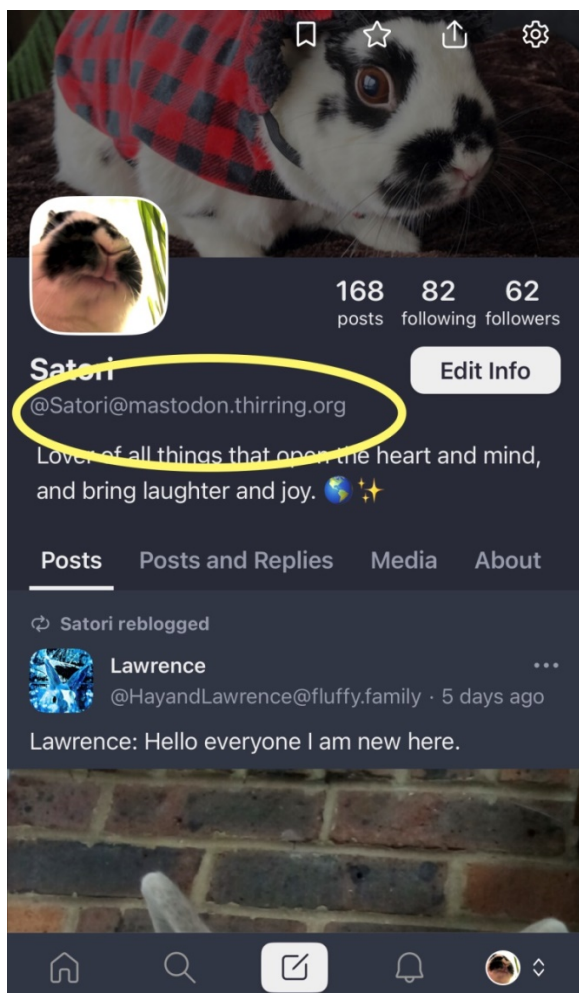 168 82 62
posts following followers
Satori
Edit Info
@Satori@mastodon.thirring.org
Lover of all things that open the heart and mind,
and bring laughter and joy. 🌎✨
Posts Posts and Replies Media About
Satori reblogged
Lawrence
@HayandLawrence@fluffy.family · 5 days ago
Lawrence: Hello everyone I am new here.